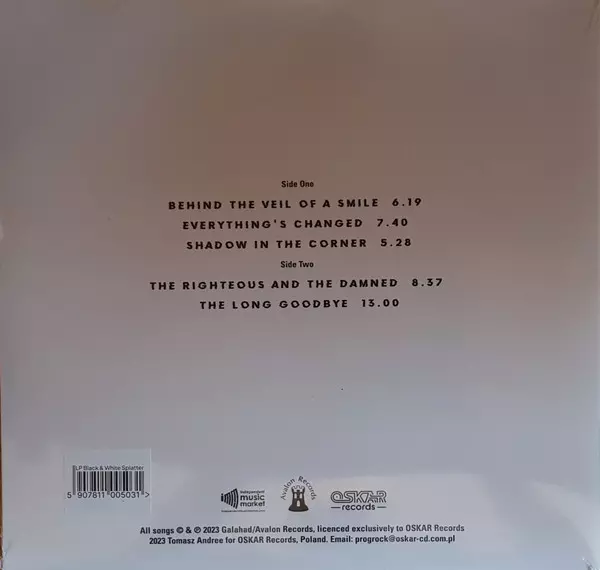 Side One
BEHIND THE VEIL OF A SMILE 6.19
EVERYTHING'S CHANGED 7.40
SHADOW IN THE CORNER 5.28
Side Two
THE RIGHTEOUS AND THE DAMNED 8.37
THE LONG GOODBYE 13.00
LP Black & White Splatter
5 907811 005031 >
imm independent music market
Avalon Records
OSKAR records
All songs © & ℗ 2023 Galahad/Avalon Records, licenced exclusively to OSKAR Records
2023 Tomasz Andree for OSKAR Records, Poland. Email: progrock@oskar-cd.com.pl